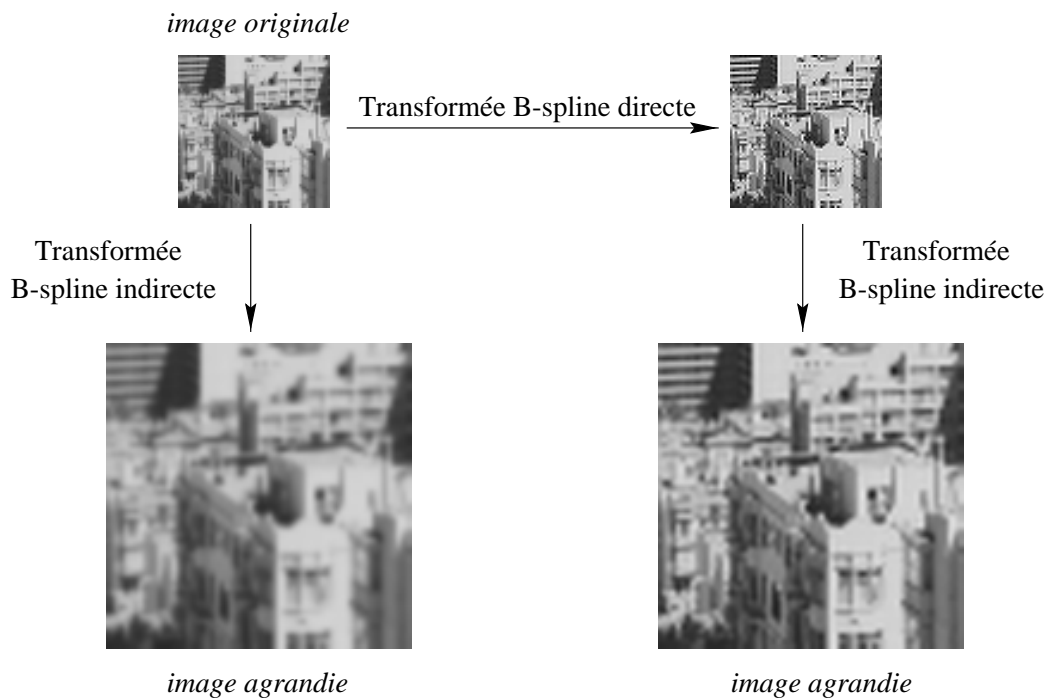 image originale
Transformée B-spline directe
Transformée
B-spline indirecte
Transformée
B-spline indirecte
image agrandie
image agrandie